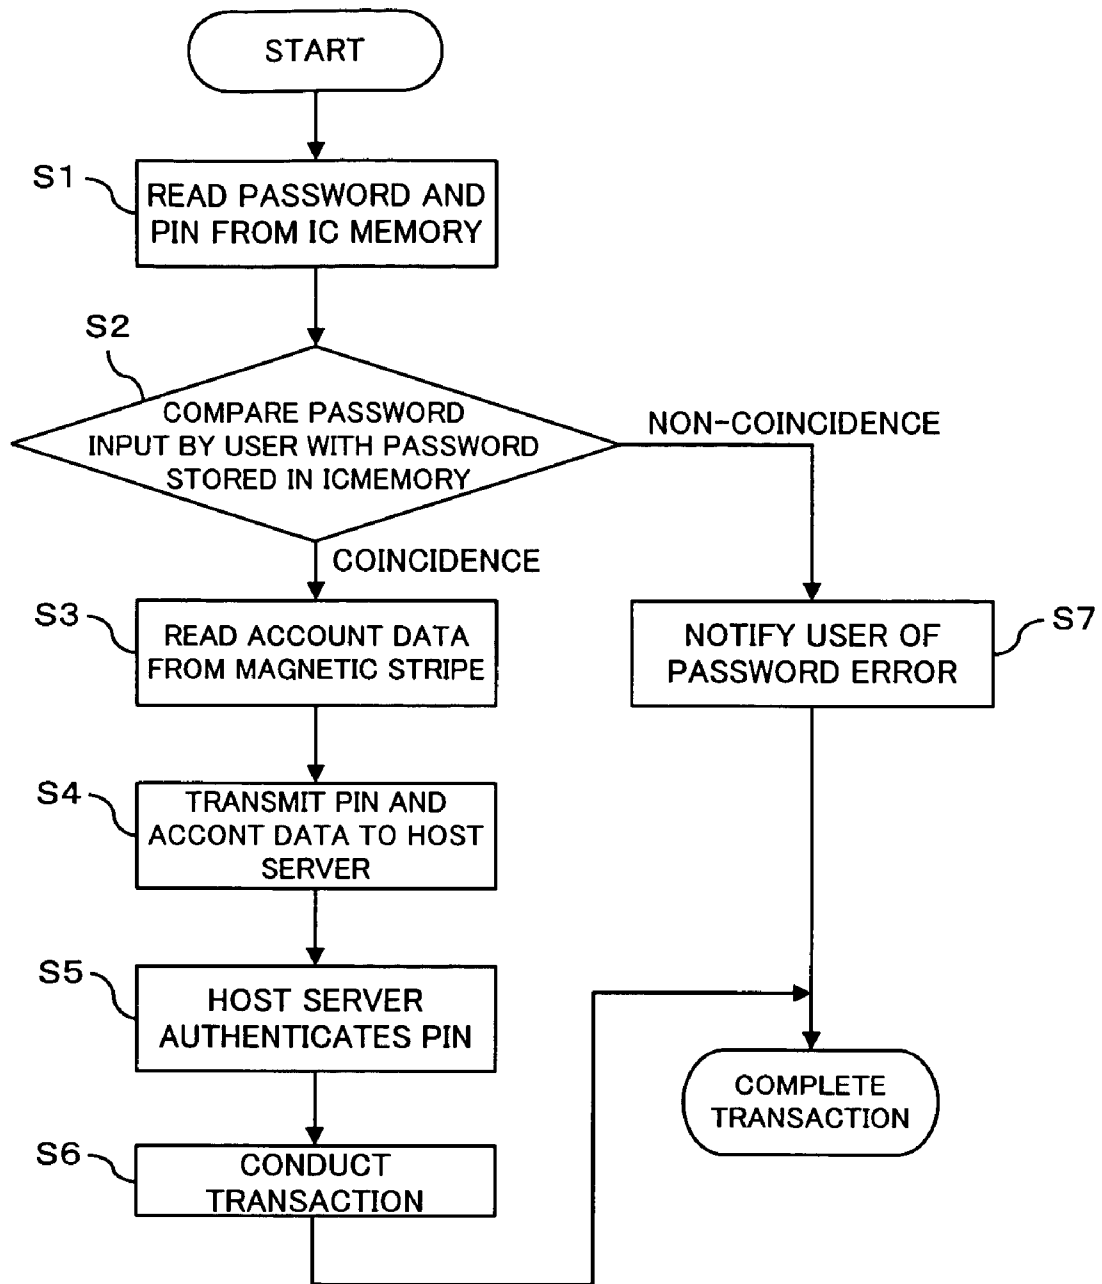 START
S1
READ PASSWORD AND
PIN FROM IC MEMORY
S2
COMPARE PASSWORD
INPUT BY USER WITH PASSWORD
STORED IN ICMEMORY
NON-COINCIDENCE
COINCIDENCE
S3
READ ACCOUNT DATA
FROM MAGNETIC STRIPE
NOTIFY USER OF
PASSWORD ERROR
S7
S4
TRANSMIT PIN AND
ACCONT DATA TO HOST
SERVER
S5
HOST SERVER
AUTHENTICATES PIN
S6
CONDUCT
TRANSACTION
COMPLETE
TRANSACTION